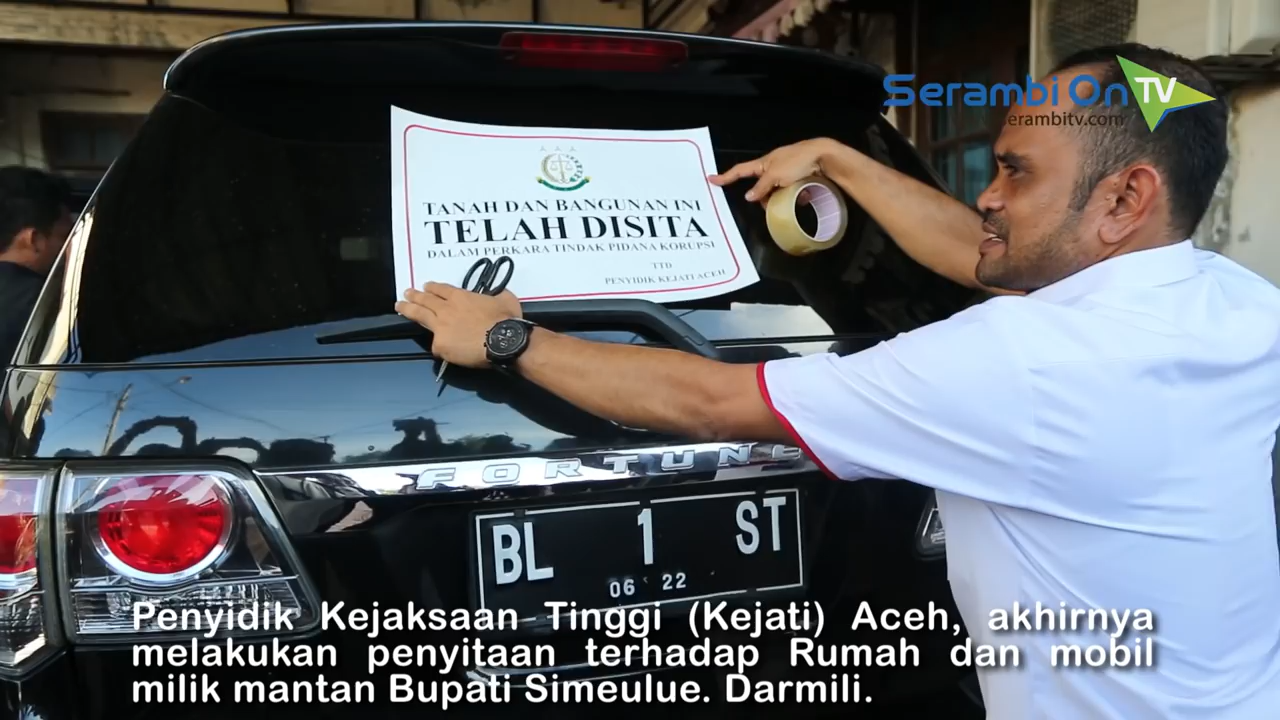 Serambi On TV
serambitv.com
TANAH DAN BANGUNAN INI
TELAH DISITA
DALAM PERKARA TINDAK PIDANA KORUPSI
TTD
PENYIDIK KEJATI ACEH
FORTUNE
BL 1 ST
06 22
Penyidik Kejaksaan Tinggi (Kejati) Aceh, akhirnya
melakukan penyitaan terhadap Rumah dan mobil
milik mantan Bupati Simeulue. Darmili.